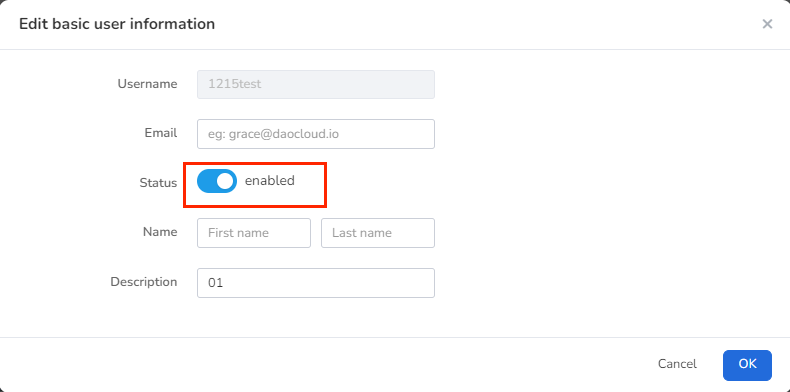 Edit basic user information
Username 1215test
Email eg: grace@daocloud.io
Status enabled
Name First name Last name
Description 01
Cancel OK